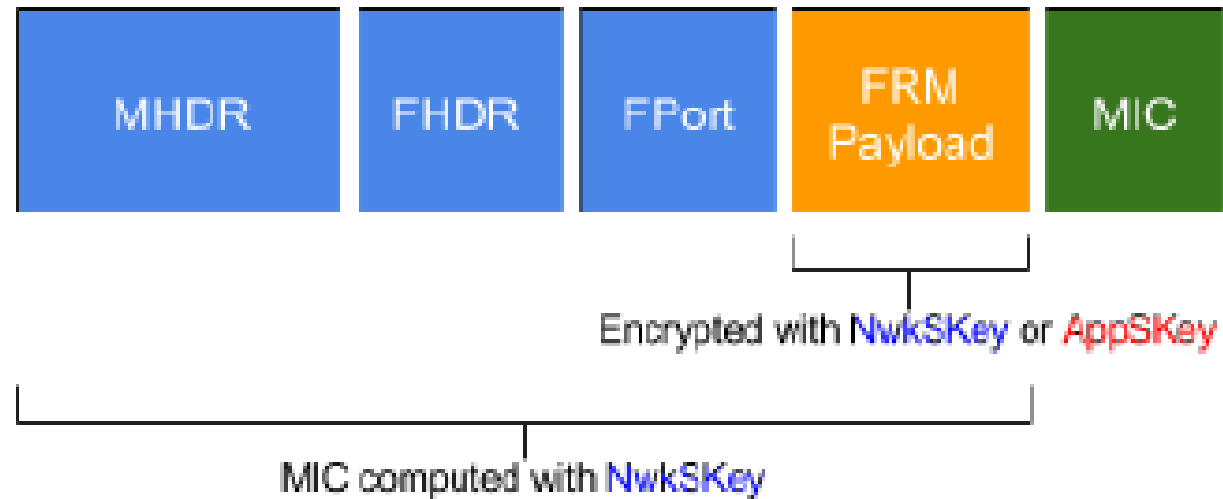 MHDR
FHDR
FPort
FRM
Payload
MIC
Encrypted with NwkSKey or AppSKey
MIC computed with NwkSKey